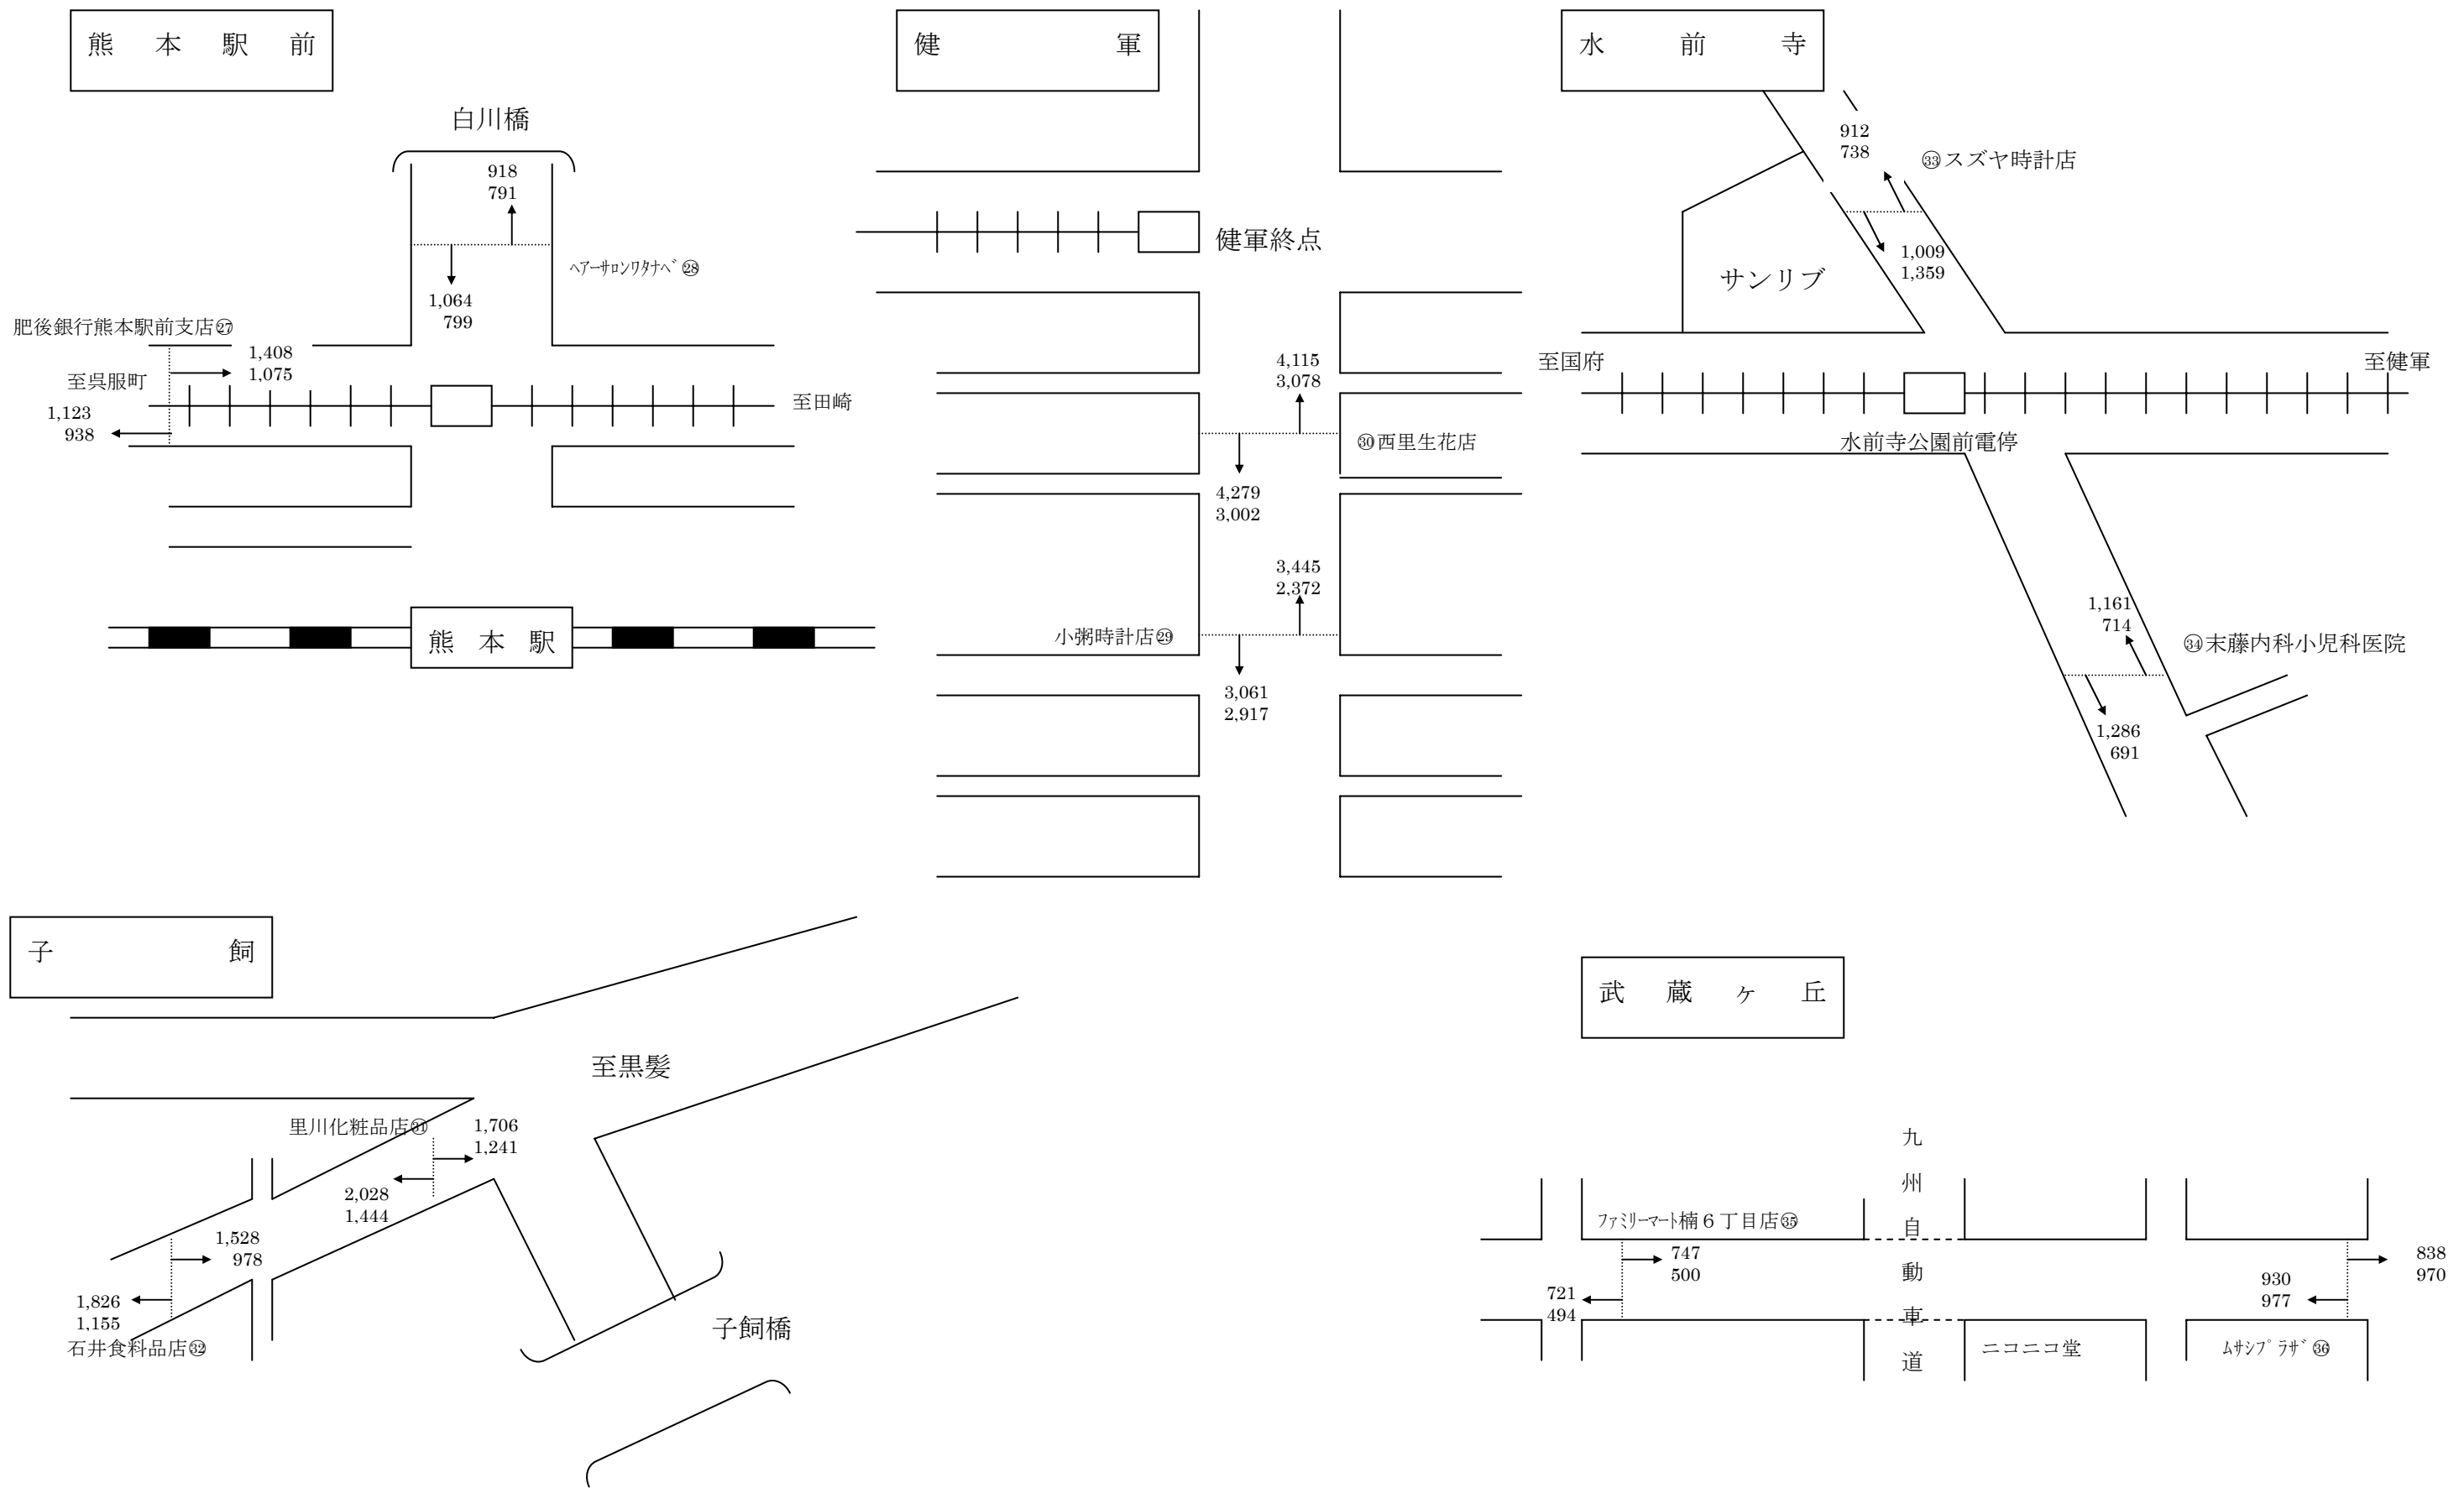 熊本駅前
白川橋
918
791
ヘアーサロンワタナベ㉘
1,064
799
肥後銀行熊本駅前支店㉗
1,408
1,075
至呉服町
1,123
938
至田崎
熊本駅
健軍
健軍終点
4,115
3,078
㉚西里生花店
4,279
3,002
3,445
2,372
小粥時計店㉙
3,061
2,917
水前寺
912
738
㉝スズヤ時計店
1,009
1,359
サンリブ
至国府
至健軍
水前寺公園前電停
1,161
714
㉞末藤内科小児科医院
1,286
691
子飼
至黒髪
里川化粧品店㉛
1,706
1,241
2,028
1,444
1,528
978
1,826
1,155
石井食料品店㉜
子飼橋
武蔵ヶ丘
九州自動車道
ファミリーマート楠6丁目店㉟
747
500
721
494
838
970
930
977
ニコニコ堂
ムサシプラザ㊱